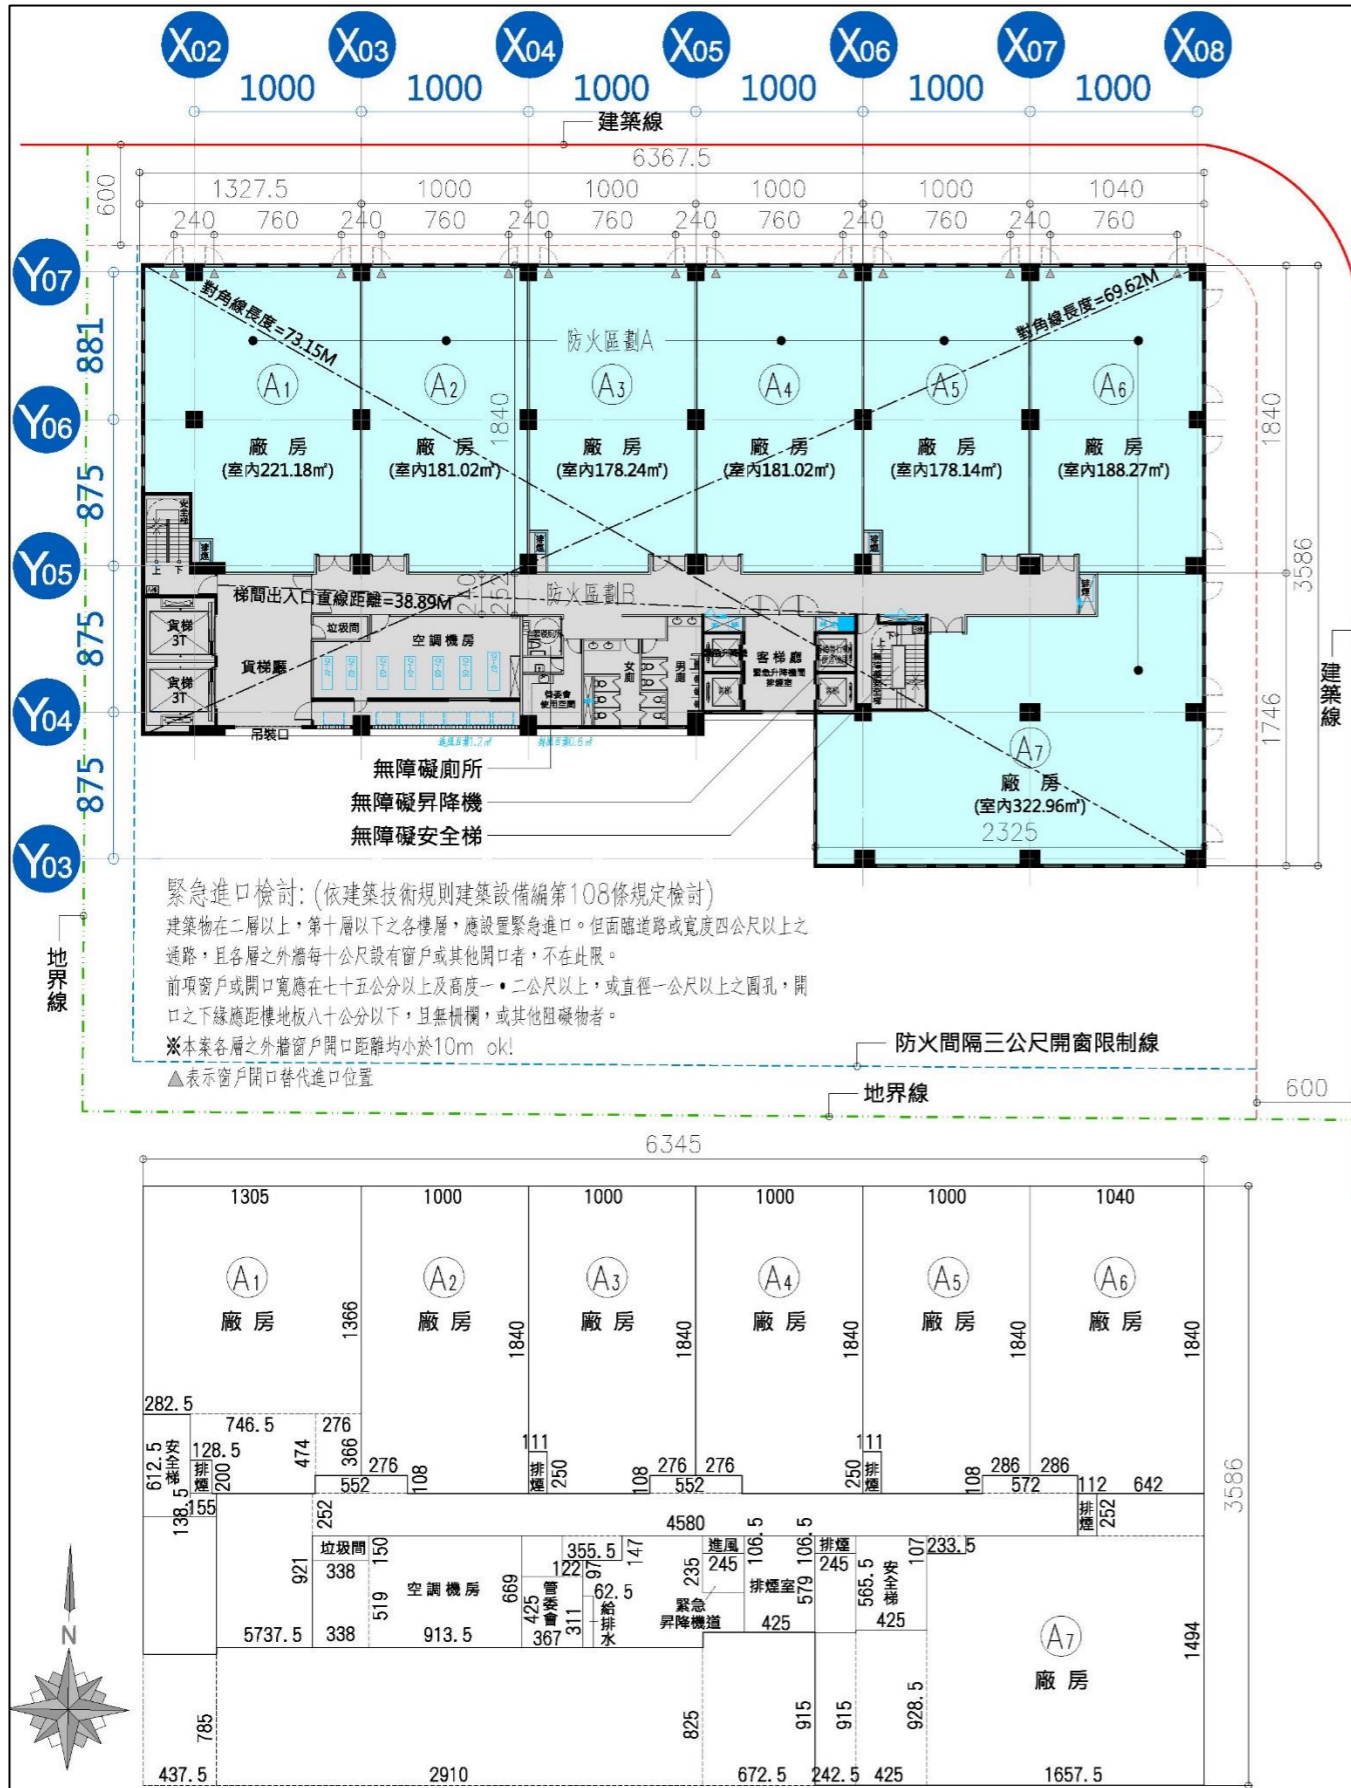 X02 X03 X04 X05 X06 X07 X08
1000 1000 1000 1000 1000 1000
建築線
6367.5
600
1327.5 1000 1000 1000 1000 1040
240 760 240 760 240 760 240 760 240 760 240 760
Y07
881
Y06
875
Y05
875
Y04
875
Y03
對角線長度=73.15M
對角線長度=69.62M
防火區劃A
A1 A2 A3 A4 A5 A6
1840
1840
廠 房 廠 房 廠 房 廠 房 廠 房 廠 房
(室內221.18㎡) (室內181.02㎡) (室內178.24㎡) (室內181.02㎡) (室內178.14㎡) (室內188.27㎡)
安全梯
排煙 排煙 排煙 排煙
上 下
3586
梯間出入口直線距離=38.89M
防火區劃B
貨梯
3T
貨梯
3T
貨梯廳
垃圾間
空調機房
管委會
使用空間
女廁
男廁
客梯廳
緊急升降機間
排煙室
吊裝口
1746
建築線
A7
廠 房
(室內322.96㎡)
2325
無障礙廁所
無障礙昇降機
無障礙安全梯
緊急進口檢討: (依建築技術規則建築設備編第108條規定檢討)
建築物在二層以上，第十層以下之各樓層，應設置緊急進口。但面臨道路或寬度四公尺以上之
通路，且各層之外牆每十公尺設有窗戶或其他開口者，不在此限。
前項窗戶或開口寬應在七十五公分以上及高度一•二公尺以上，或直徑一公尺以上之圓孔，開
口之下緣應距樓地板八十公分以下，且無柵欄，或其他阻礙物者。
※本案各層之外牆窗戶開口距離均小於10m ok!
△表示窗戶開口替代進口位置
地界線
防火間隔三公尺開窗限制線
地界線
600
6345
1305 1000 1000 1000 1000 1040
A1 A2 A3 A4 A5 A6
廠 房 廠 房 廠 房 廠 房 廠 房 廠 房
1366 1840 1840 1840 1840 1840
3586
282.5
746.5 276
612.5 安全梯 128.5 排煙 200 474 366 276 552 108
111 排煙 250 108 276 276 552
111 250 排煙 108 286 286 572 112 642
138.5 155 252 4580 排煙 252
垃圾間 150
338
921
空調機房
519
669
355.5 147
122 97
管委會 425 311 62.5 給排水
367
進風 106.5
245
235
緊急
昇降機道
排煙室
425
106.5 排煙
245
579
565.5 安全梯
425
107 233.5
A7
廠 房
1494
5737.5 338 913.5
785 825 915 915 928.5
437.5 2910 672.5 242.5 425 1657.5
N